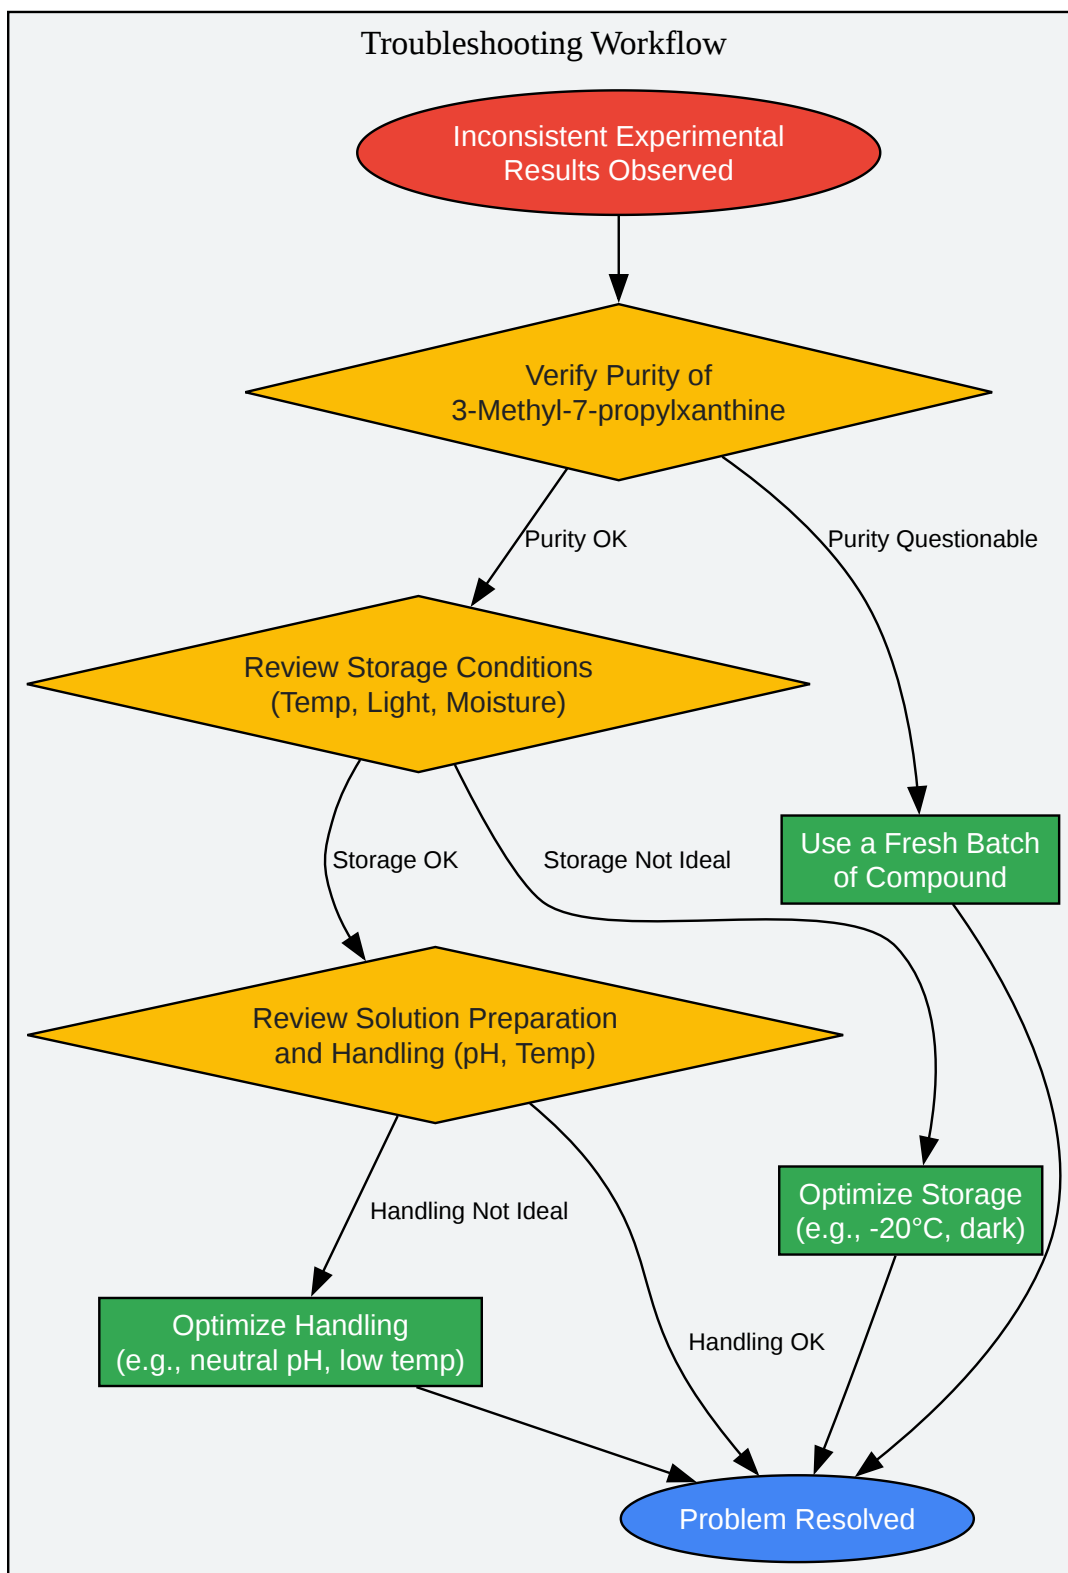 Troubleshooting Workflow
Inconsistent Experimental
Results Observed
Verify Purity of
3-Methyl-7-propylxanthine
Purity OK
Purity Questionable
Review Storage Conditions
(Temp, Light, Moisture)
Storage OK
Storage Not Ideal
Use a Fresh Batch
of Compound
Review Solution Preparation
and Handling (pH, Temp)
Handling Not Ideal
Optimize Storage
(e.g., -20°C, dark)
Optimize Handling
(e.g., neutral pH, low temp)
Handling OK
Problem Resolved